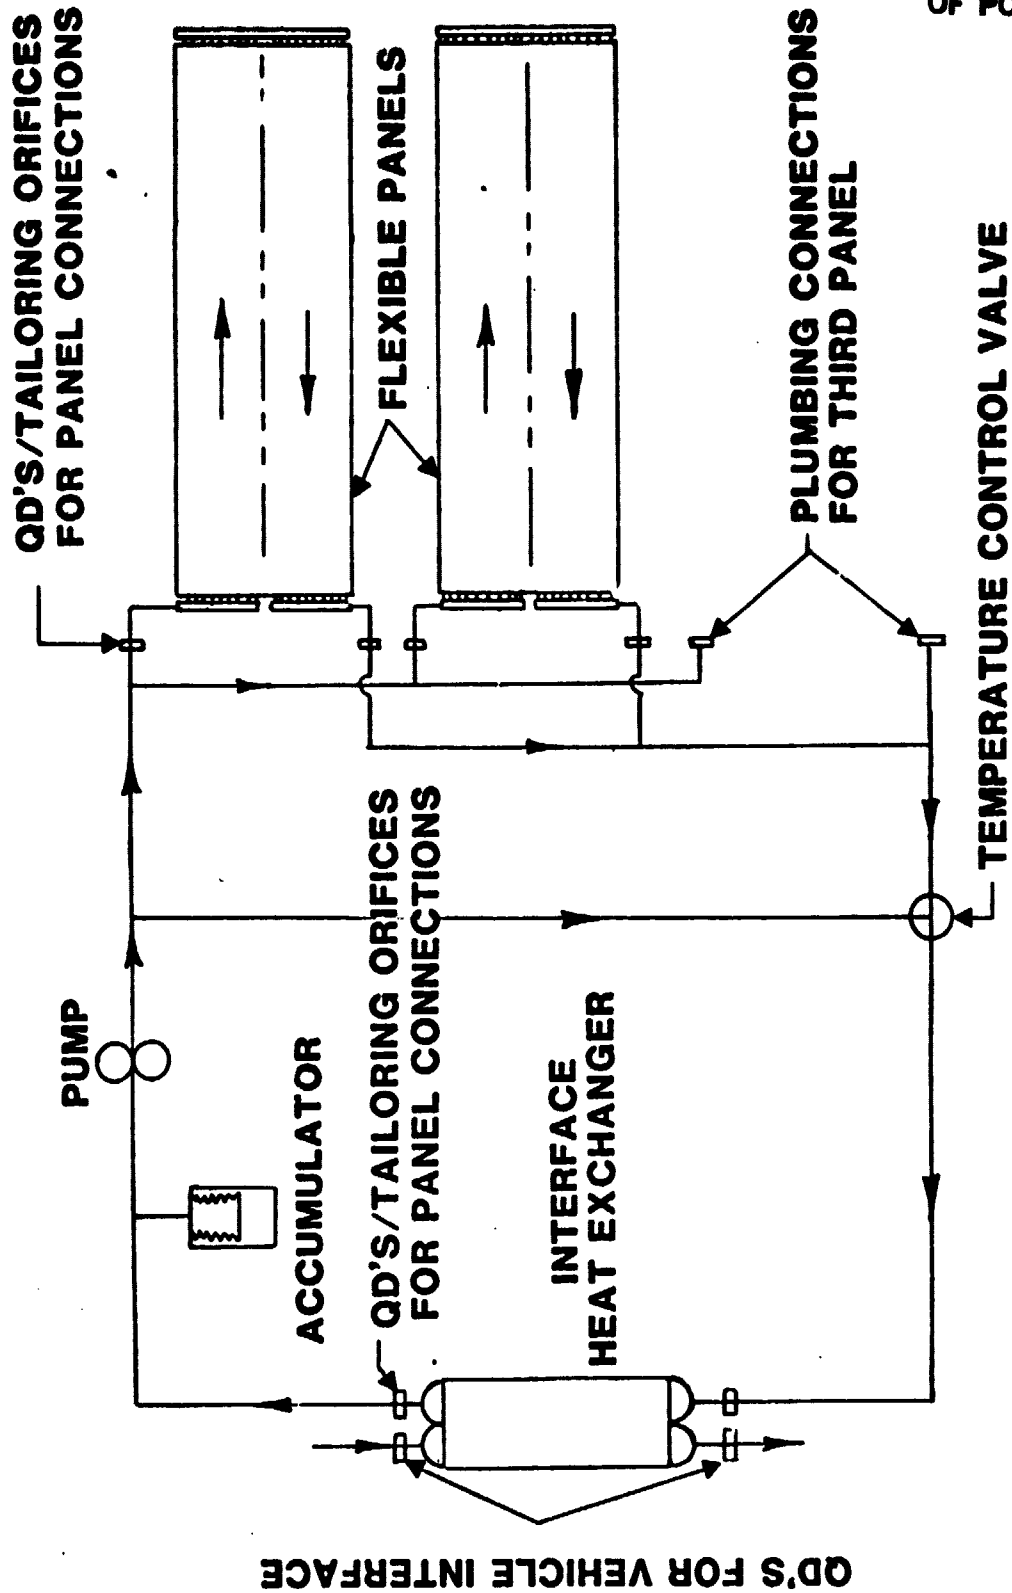 QD'S/TAILORING ORIFICES
FOR PANEL CONNECTIONS
FLEXIBLE PANELS
PLUMBING CONNECTIONS
FOR THIRD PANEL
TEMPERATURE CONTROL VALVE
PUMP
ACCUMULATOR
QD'S/TAILORING ORIFICES
FOR PANEL CONNECTIONS
INTERFACE
HEAT EXCHANGER
QD'S FOR VEHICLE INTERFACE
OF